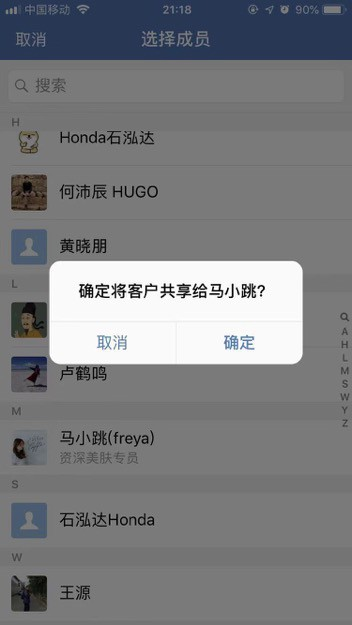 中国移动
21:18
90%
取消
选择成员
搜索
H
Honda石泓达
何沛辰 HUGO
黄晓朋
L
确定将客户共享给马小跳?
取消
确定
卢鹤鸣
M
马小跳(freya)
资深美肤专员
S
石泓达Honda
W
王源
A
H
L
M
S
W
Y
Z